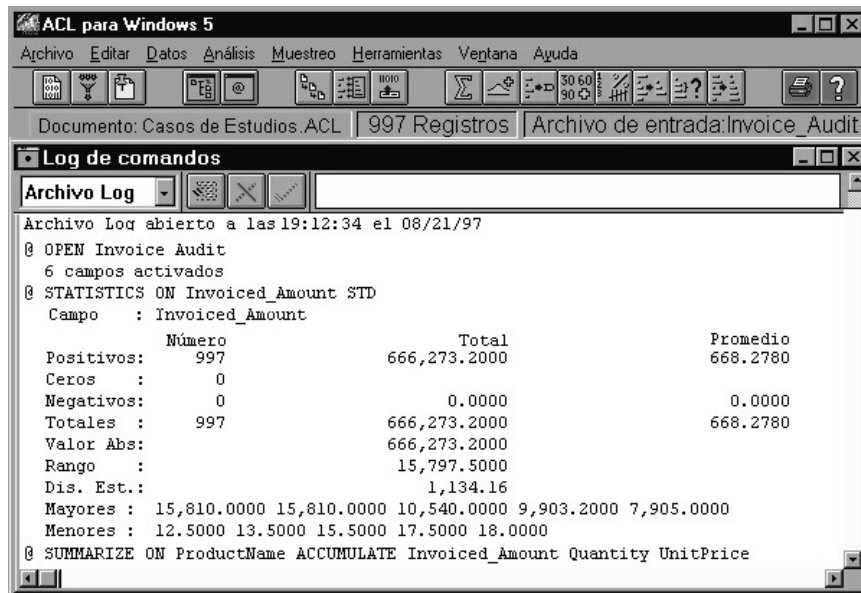 ACL para Windows 5
Archivo Editar Datos Análisis Muestreo Herramientas Ventana Ayuda
30 60 90
Documento: Casos de Estudios.ACL 997 Registros Archivo de entrada:Invoice_Audit
Log de comandos
Archivo Log
Archivo Log abierto a las 19:12:34 el 08/21/97
@ OPEN Invoice Audit
6 campos activados
@ STATISTICS ON Invoiced_Amount STD
Campo : Invoiced_Amount
Número Total Promedio
Positivos: 997 666,273.2000 668.2780
Ceros : 0
Negativos: 0 0.0000 0.0000
Totales : 997 666,273.2000 668.2780
Valor Abs: 666,273.2000
Rango : 15,797.5000
Dis. Est.: 1,134.16
Mayores : 15,810.0000 15,810.0000 10,540.0000 9,903.2000 7,905.0000
Menores : 12.5000 13.5000 15.5000 17.5000 18.0000
@ SUMMARIZE ON ProductName ACCUMULATE Invoiced_Amount Quantity UnitPrice